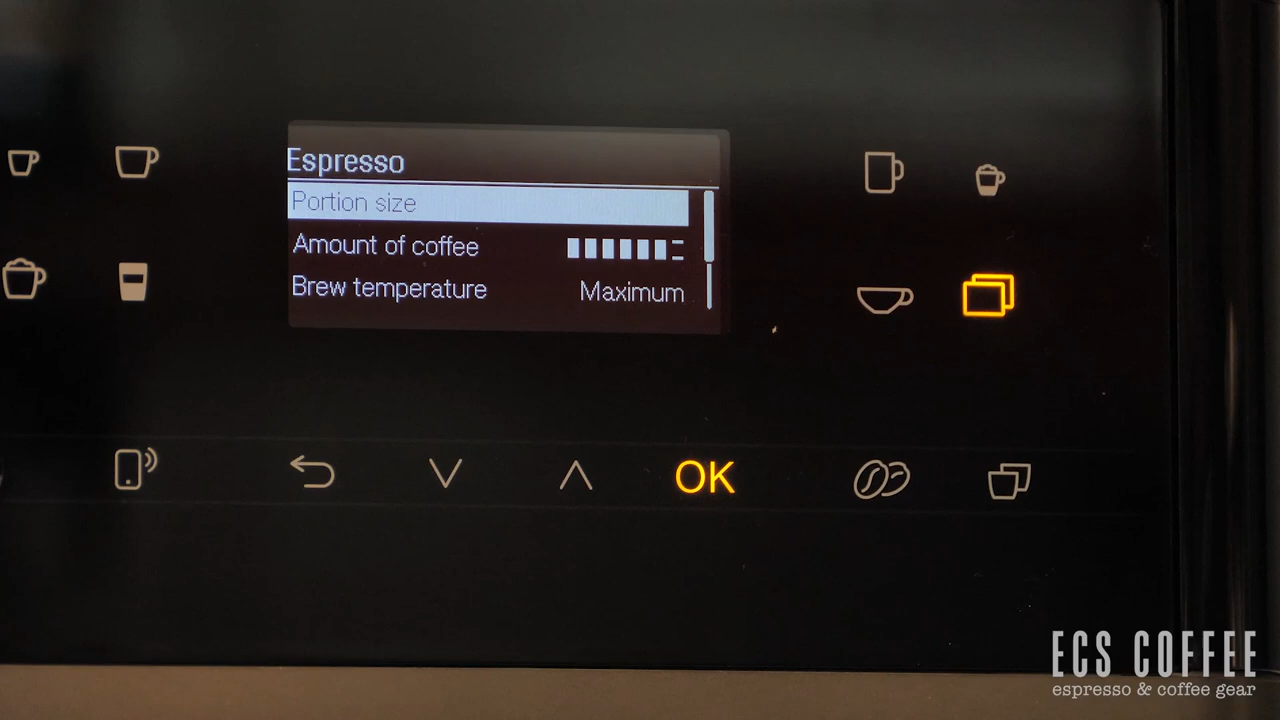 Espresso
Portion size
Amount of coffee
Brew temperature Maximum
OK
ECS COFFEE
espresso & coffee gear